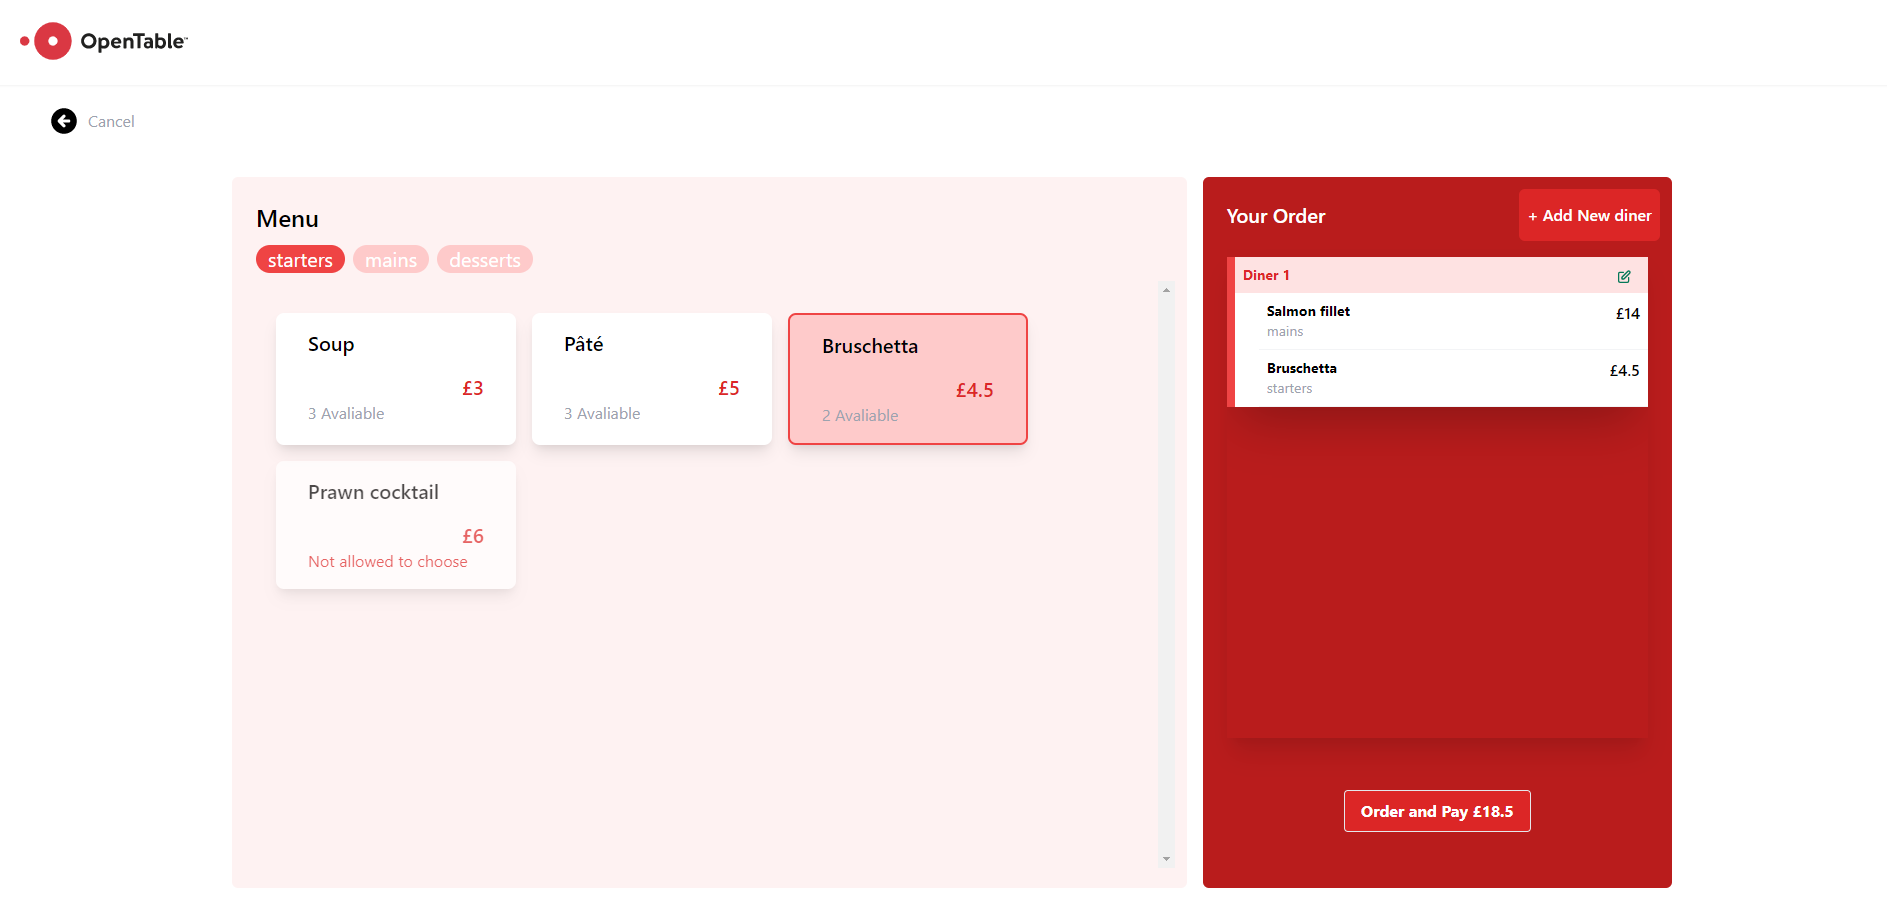 OpenTable™
Cancel
Menu
starters mains desserts
Soup
£3
3 Avaliable
Pâté
£5
3 Avaliable
Bruschetta
£4.5
2 Avaliable
Prawn cocktail
£6
Not allowed to choose
Your Order
+ Add New diner
Diner 1
Salmon fillet £14
mains
Bruschetta £4.5
starters
Order and Pay £18.5